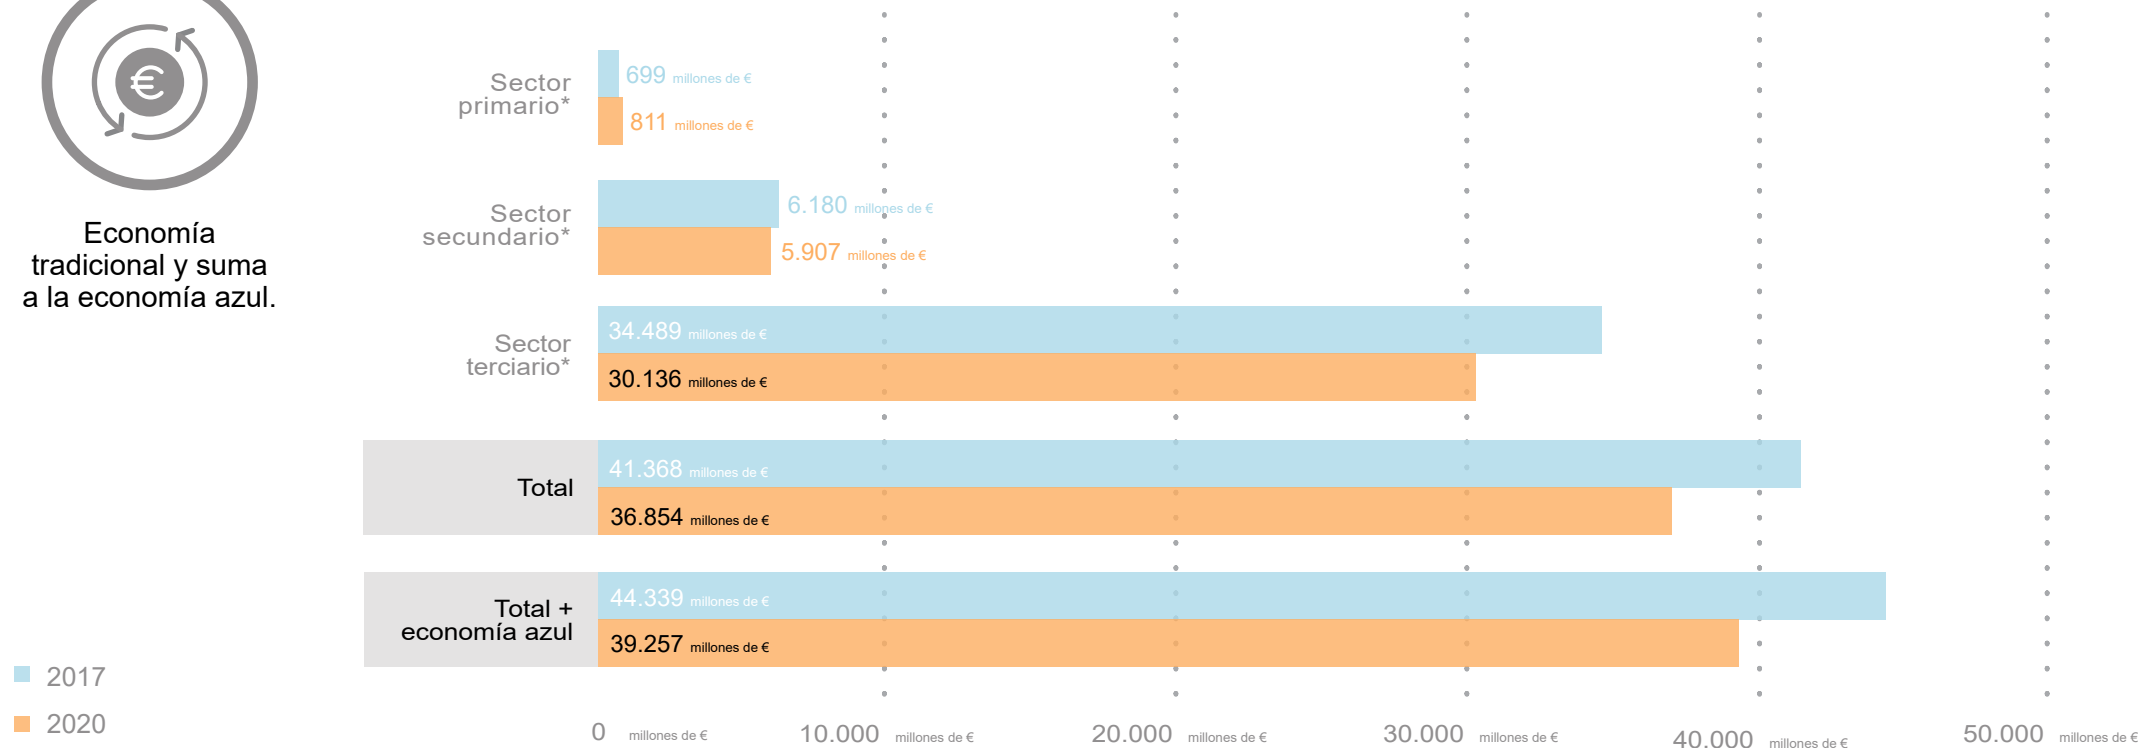 €
Economía
tradicional y suma
a la economía azul.
2017
2020
Sector
primario*
699 millones de €
811 millones de €
Sector
secundario*
6.180 millones de €
5.907 millones de €
Sector
terciario*
34.489 millones de €
30.136 millones de €
Total
41.368 millones de €
36.854 millones de €
Total +
economía azul
44.339 millones de €
39.257 millones de €
0 millones de € 10.000 millones de € 20.000 millones de € 30.000 millones de € 40.000 millones de € 50.000 millones de €